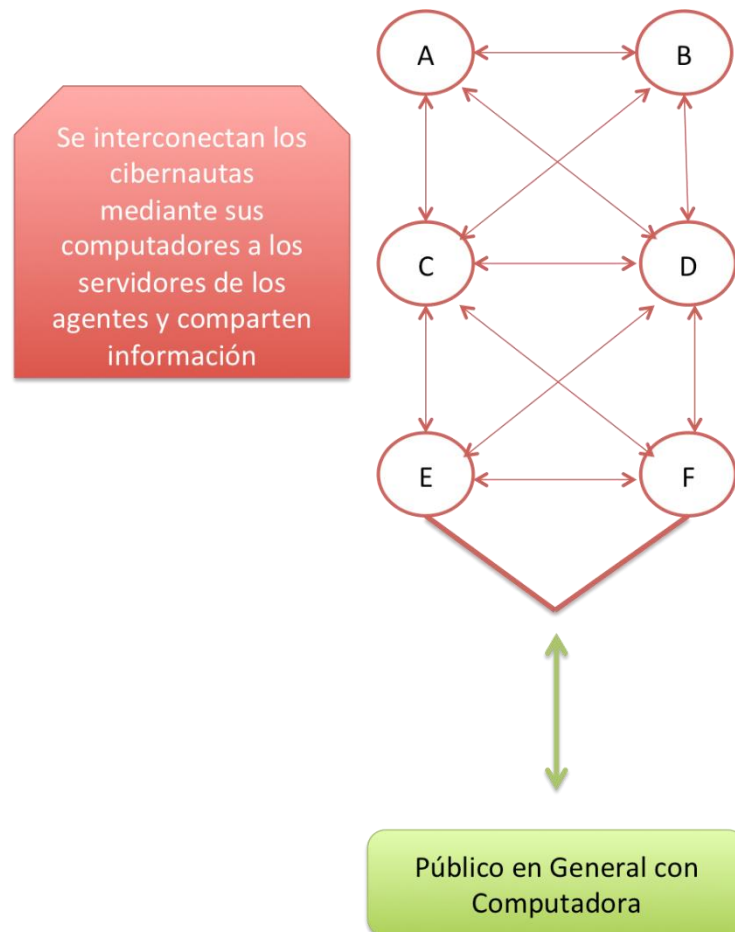 A
B
Se interconectan los
cibernautas
mediante sus
computadores a los
servidores de los
agentes y comparten
información
C
D
E
F
Público en General con
Computadora